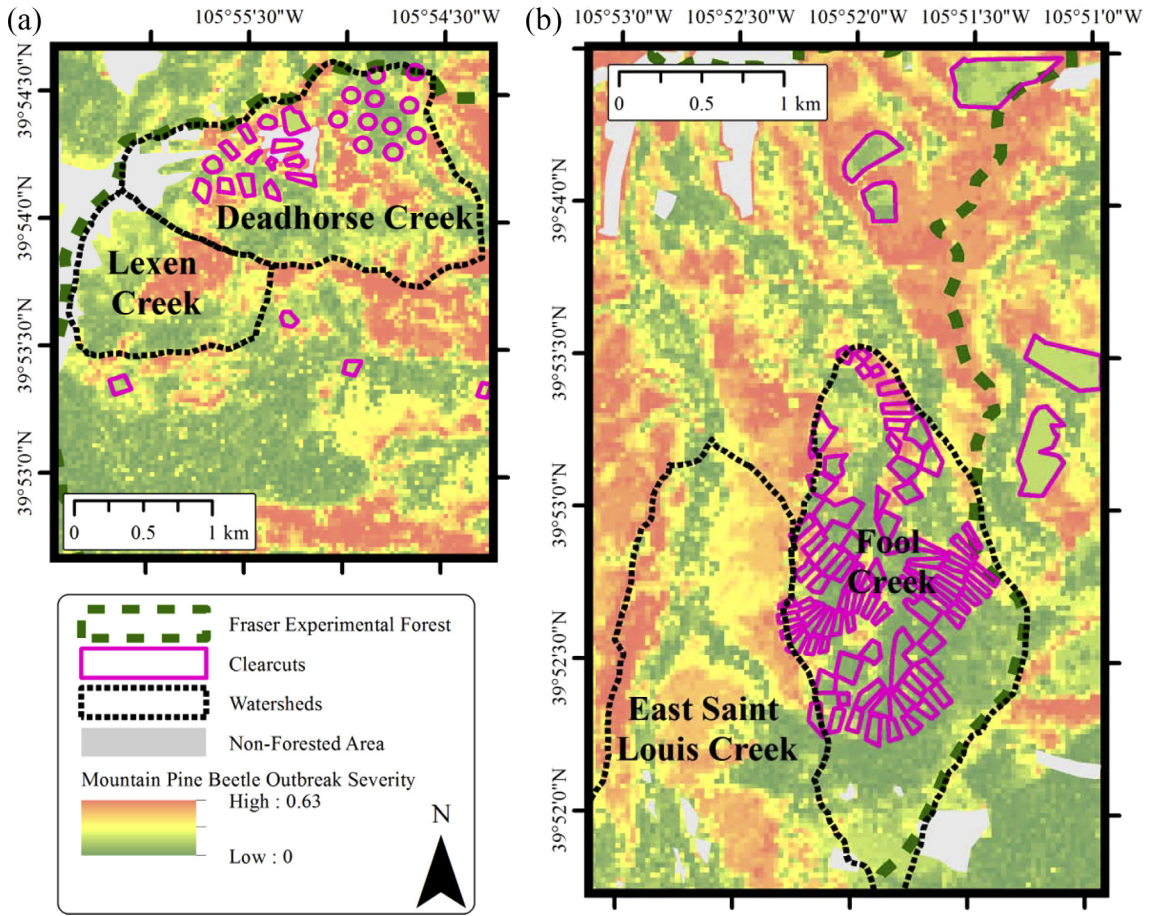 (a)
105°55'30"W
105°54'30"W
39°54'30"N
39°54'0"N
39°53'30"N
39°53'0"N
Deadhorse Creek
Lexen
Creek
0
0.5
1 km
Fraser Experimental Forest
Clearcuts
Watersheds
Non-Forested Area
Mountain Pine Beetle Outbreak Severity
High : 0.63
Low : 0
N
(b)
105°53'0"W
105°52'30"W
105°52'0"W
105°51'30"W
105°51'0"W
0
0.5
1 km
39°54'0"N
39°53'30"N
39°53'0"N
39°52'30"N
39°52'0"N
Fool
Creek
East Saint
Louis Creek